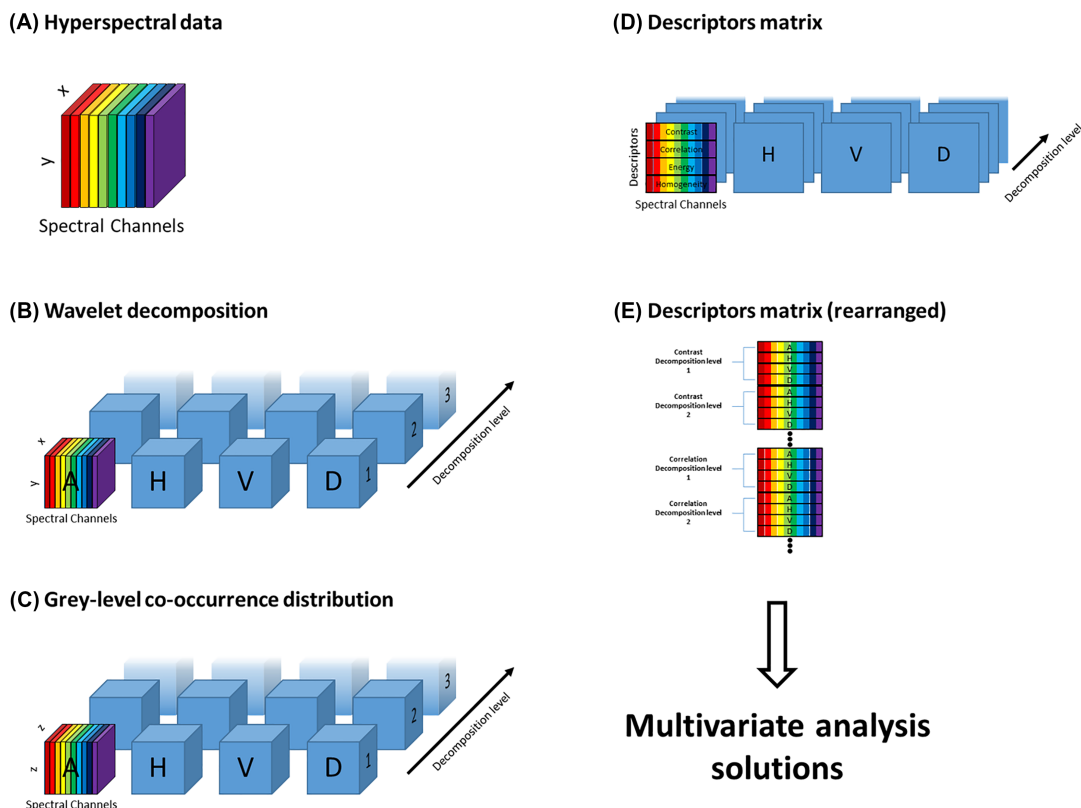 (A) Hyperspectral data
x
y
Spectral Channels
(B) Wavelet decomposition
x
y
A
H
V
D
1
2
3
Decomposition level
Spectral Channels
(C) Grey-level co-occurrence distribution
z
z
A
H
V
D
1
2
3
Decomposition level
Spectral Channels
(D) Descriptors matrix
Descriptors
Contrast
Correlation
Energy
Homogeneity
H
V
D
Spectral Channels
Decomposition level
(E) Descriptors matrix (rearranged)
Contrast
Decomposition level
1
A
H
V
D
Contrast
Decomposition level
2
A
H
V
D
Correlation
Decomposition level
1
A
H
V
D
Correlation
Decomposition level
2
A
H
V
D
Multivariate analysis
solutions